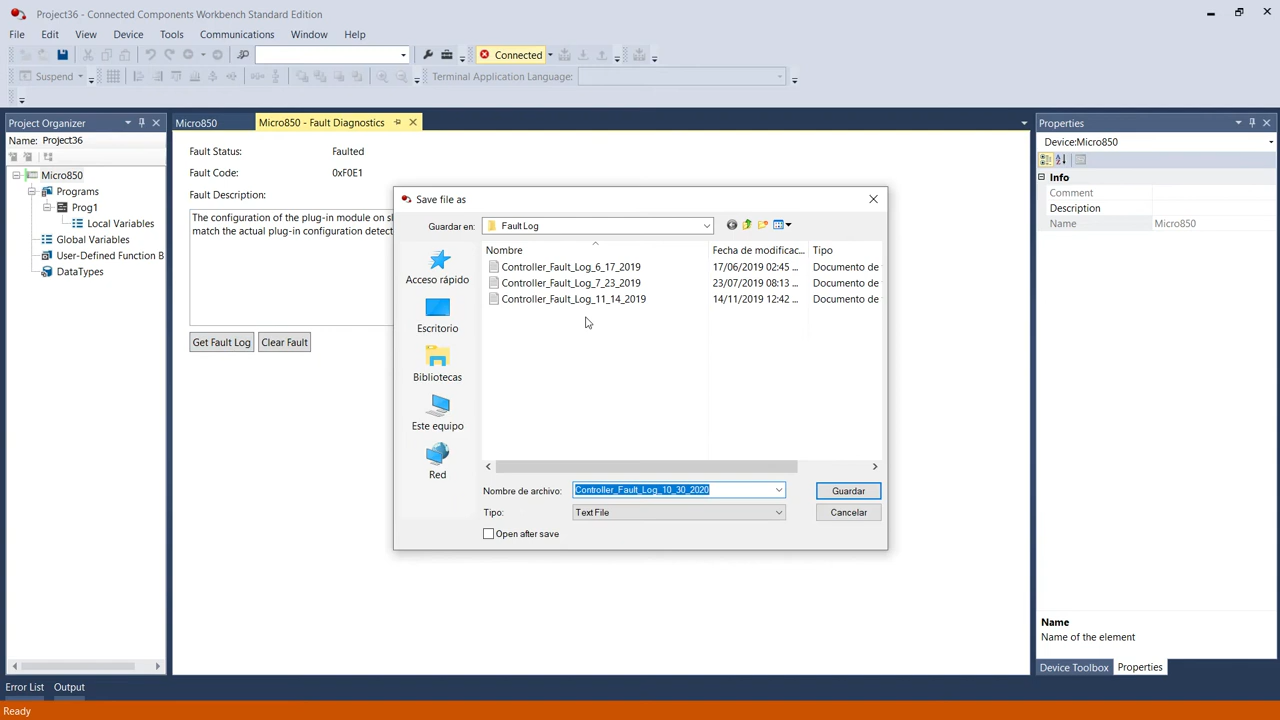 Project36 - Connected Components Workbench Standard Edition
File Edit View Device Tools Communications Window Help
Connected
Suspend Terminal Application Language:
Project Organizer
Name: Project36
Micro850
Programs
Prog1
Local Variables
Global Variables
User-Defined Function B
DataTypes
Micro850 Micro850 - Fault Diagnostics
Fault Status: Faulted
Fault Code: 0xF0E1
Fault Description:
The configuration of the plug-in module on sl
match the actual plug-in configuration detect
Get Fault Log Clear Fault
Save file as
Guardar en: Fault Log
Acceso rápido
Escritorio
Bibliotecas
Este equipo
Red
Nombre Fecha de modificac... Tipo
Controller_Fault_Log_6_17_2019 17/06/2019 02:45 ... Documento de
Controller_Fault_Log_7_23_2019 23/07/2019 08:13 ... Documento de
Controller_Fault_Log_11_14_2019 14/11/2019 12:42 ... Documento de
Nombre de archivo: Controller_Fault_Log_10_30_2020 Guardar
Tipo: Text File Cancelar
Open after save
Properties
Device:Micro850
Info
Comment
Description
Name Micro850
Name
Name of the element
Device Toolbox Properties
Error List Output
Ready